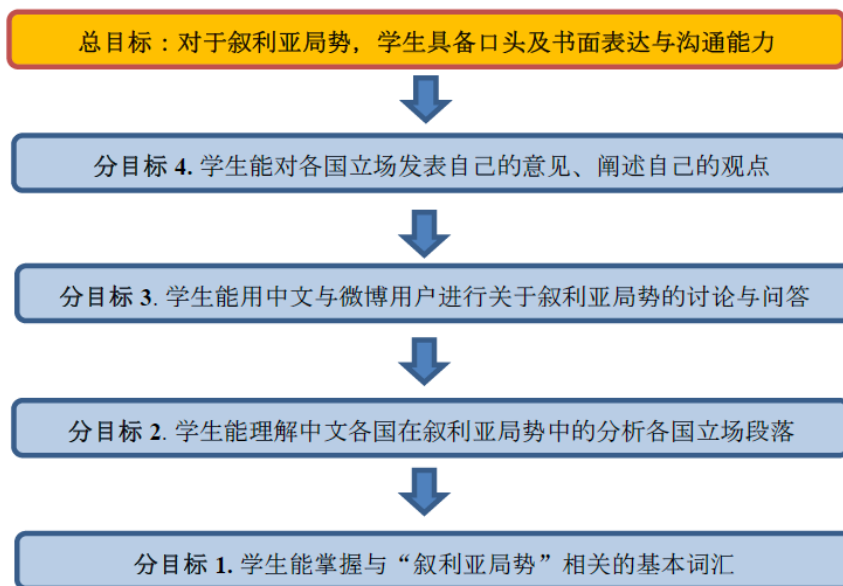 总目标：对于叙利亚局势，学生具备口头及书面表达与沟通能力
分目标 4. 学生能对各国立场发表自己的意见、阐述自己的观点
分目标 3. 学生能用中文与微博用户进行关于叙利亚局势的讨论与问答
分目标 2. 学生能理解中文各国在叙利亚局势中的分析各国立场段落
分目标 1. 学生能掌握与“叙利亚局势”相关的基本词汇